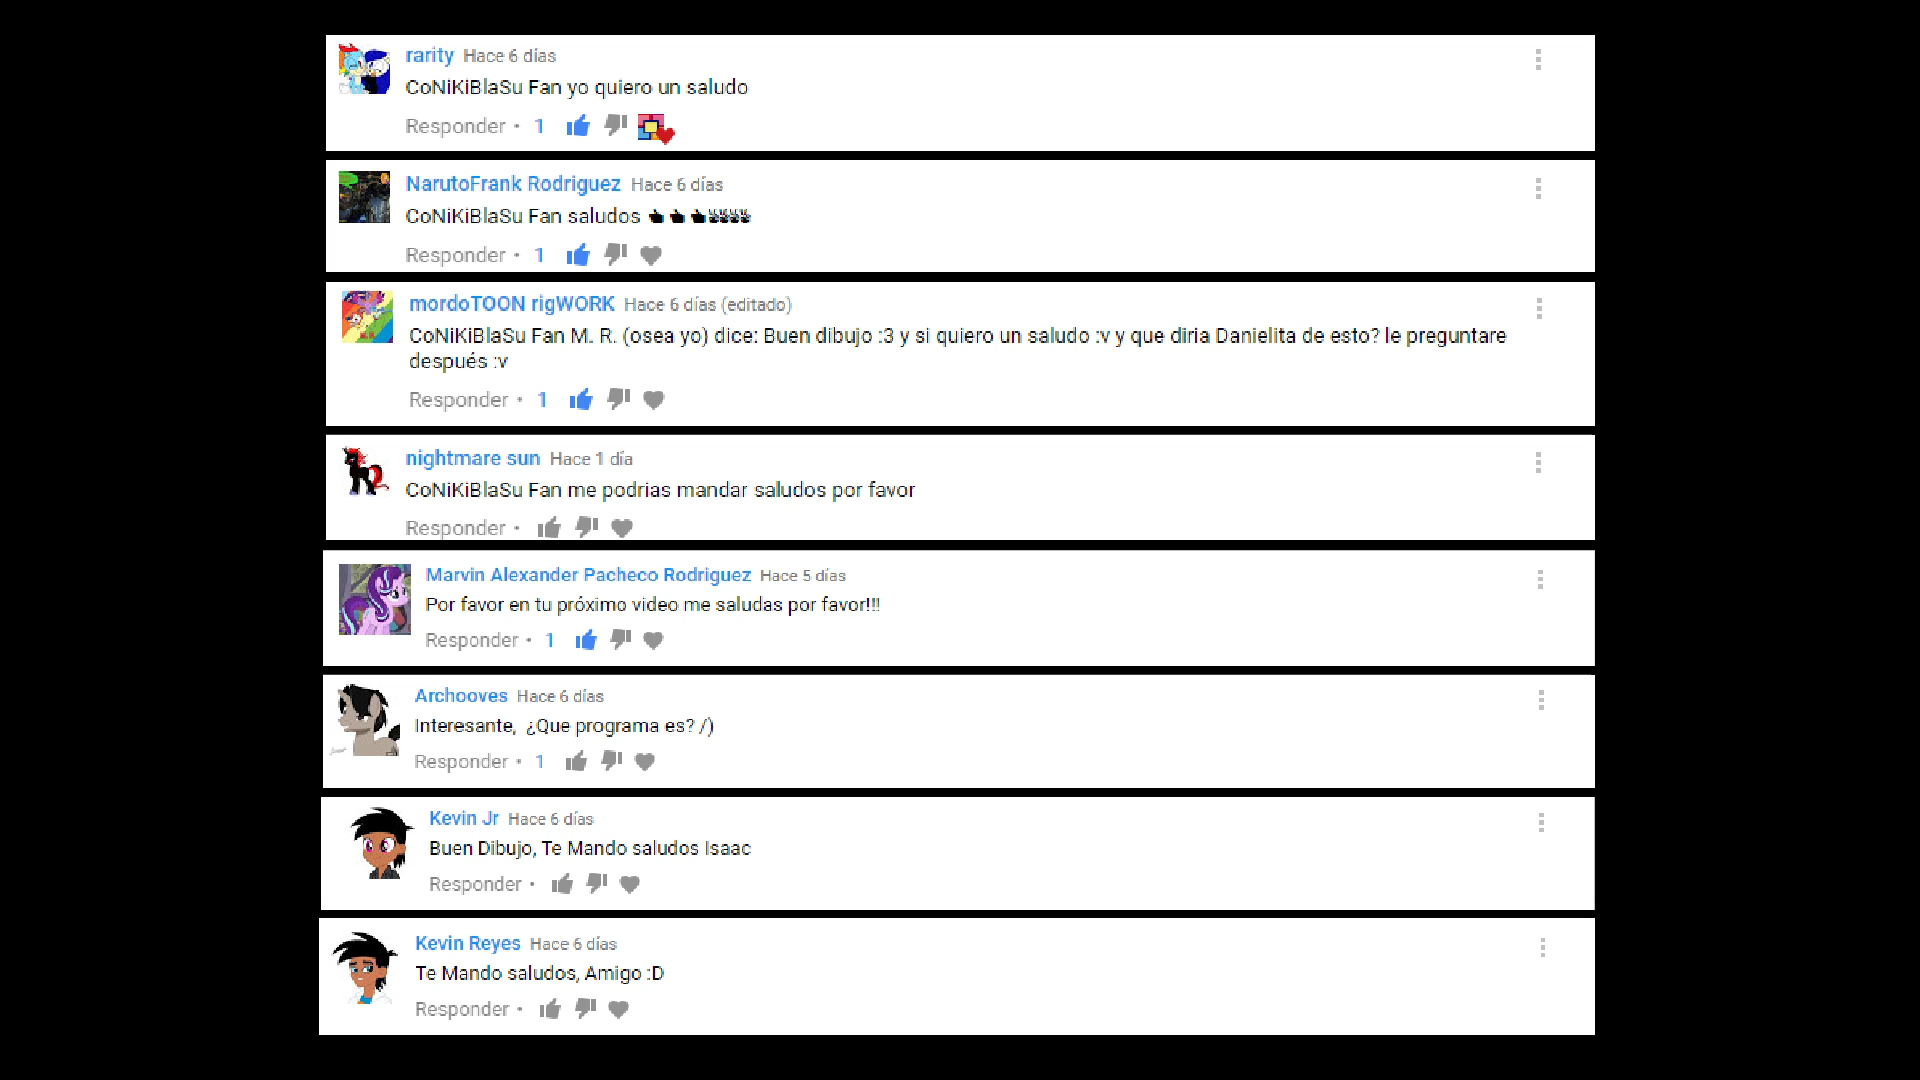 rarity Hace 6 días
CoNiKiBlaSu Fan yo quiero un saludo
Responder • 1
NarutoFrank Rodriguez Hace 6 días
CoNiKiBlaSu Fan saludos
Responder • 1
mordoTOON rigWORK Hace 6 días (editado)
CoNiKiBlaSu Fan M. R. (osea yo) dice: Buen dibujo :3 y si quiero un saludo :v y que diria Danielita de esto? le preguntare
después :v
Responder • 1
nightmare sun Hace 1 día
CoNiKiBlaSu Fan me podrias mandar saludos por favor
Responder •
Marvin Alexander Pacheco Rodriguez Hace 5 días
Por favor en tu próximo video me saludas por favor!!!
Responder • 1
Archooves Hace 6 días
Interesante, ¿Que programa es? /)
Responder • 1
Kevin Jr Hace 6 días
Buen Dibujo, Te Mando saludos Isaac
Responder •
Kevin Reyes Hace 6 días
Te Mando saludos, Amigo :D
Responder •